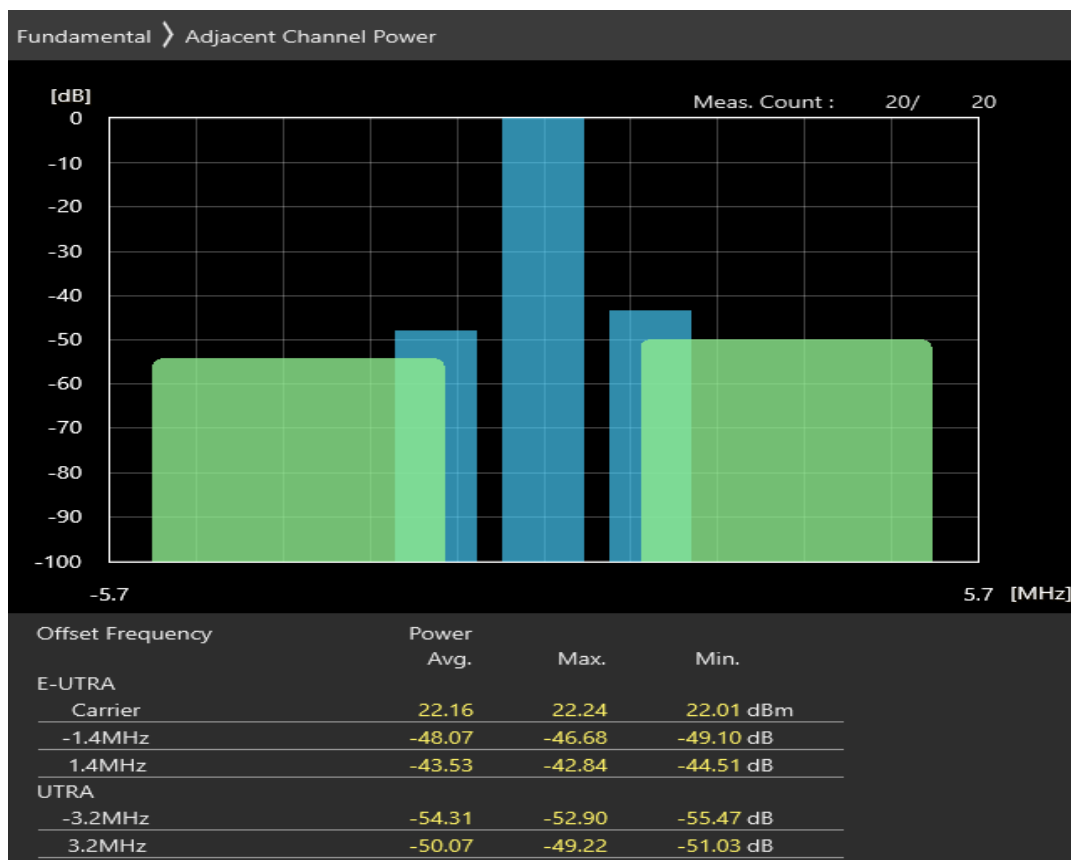 Fundamental 〉 Adjacent Channel Power
[dB]
Meas. Count : 20/ 20
0
-10
-20
-30
-40
-50
-60
-70
-80
-90
-100
-5.7 5.7 [MHz]
Offset Frequency Power
Avg. Max. Min.
E-UTRA
Carrier 22.16 22.24 22.01 dBm
-1.4MHz -48.07 -46.68 -49.10 dB
1.4MHz -43.53 -42.84 -44.51 dB
UTRA
-3.2MHz -54.31 -52.90 -55.47 dB
3.2MHz -50.07 -49.22 -51.03 dB